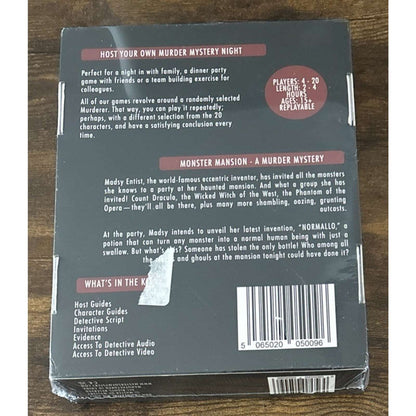 HOST YOUR OWN MURDER MYSTERY NIGHT
Perfect for a night in with family, a dinner party
game with friends or a team building exercise for
colleagues.
All of our games revolve around a randomly selected
Murderer. That way, you can play it repeatedly;
perhaps, with a different selection from the 20
characters, and have a satisfying conclusion every
time.
PLAYERS: 4 - 20
LENGTH: 2 - 4
HOURS
AGES: 15+
REPLAYABLE
MONSTER MANSION - A MURDER MYSTERY
Madsy Entist, the world-famous eccentric inventor, has invited all the monsters
she knows to a party at her haunted mansion. And what a group she has
invited! Count Dracula, the Wicked Witch of the West, the Phantom of the
Opera — they'll all be there, plus many more shambling, oozing, grunting
outcasts.
At the party, Madsy intends to unveil her latest invention, "NORMALLO," a
potion that can turn any monster into a normal human being with just a
swallow. But what's this? Someone has stolen the only bottle! Who among all
the and ghouls at the mansion tonight could have done it?
WHAT'S IN THE
Host Guides
Character Guides
Detective Script
Invitations
Evidence
Access To Detective Audio
Access To Detective Video
5 065020 050096